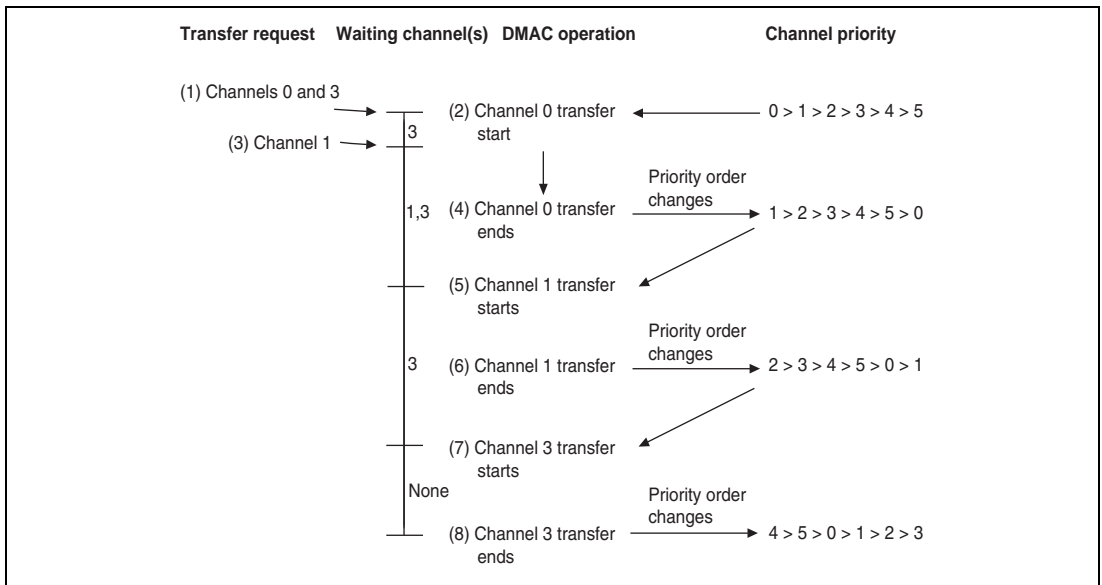 Transfer request Waiting channel(s) DMAC operation Channel priority
(1) Channels 0 and 3
(2) Channel 0 transfer
start
0 > 1 > 2 > 3 > 4 > 5
3
(3) Channel 1
1,3
(4) Channel 0 transfer
ends
Priority order
changes
1 > 2 > 3 > 4 > 5 > 0
(5) Channel 1 transfer
starts
3
(6) Channel 1 transfer
ends
Priority order
changes
2 > 3 > 4 > 5 > 0 > 1
(7) Channel 3 transfer
starts
None
(8) Channel 3 transfer
ends
Priority order
changes
4 > 5 > 0 > 1 > 2 > 3